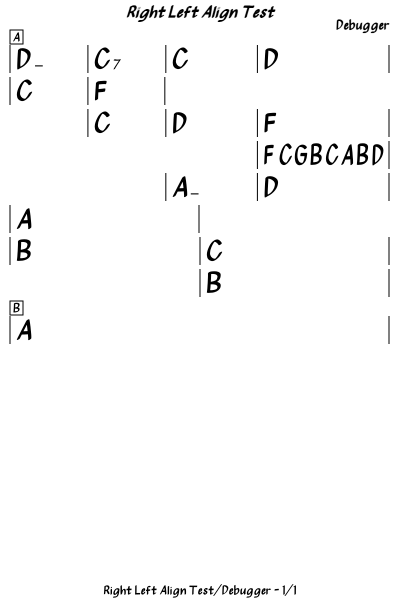 Right Left Align Test
Debugger
A
D– C7 C D
C F
C D F
F C G B C A B D
A– D
A
B C
B
B
A
Right Left Align Test/Debugger - 1/1